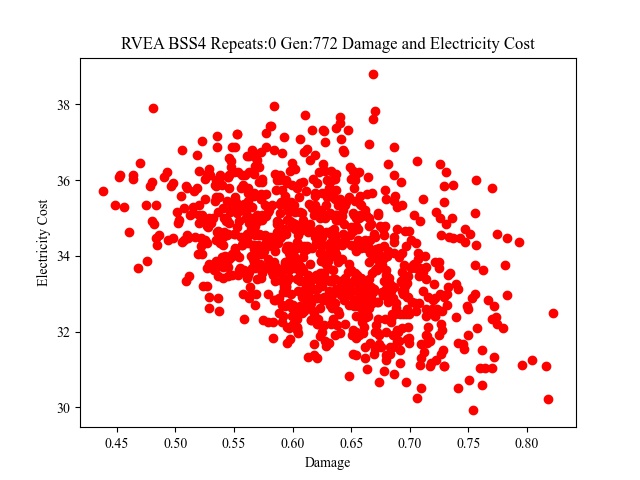 RVEA BSS4 Repeats:0 Gen:772 Damage and Electricity Cost
38
36
34
32
30
Electricity Cost
0.45 0.50 0.55 0.60 0.65 0.70 0.75 0.80
Damage